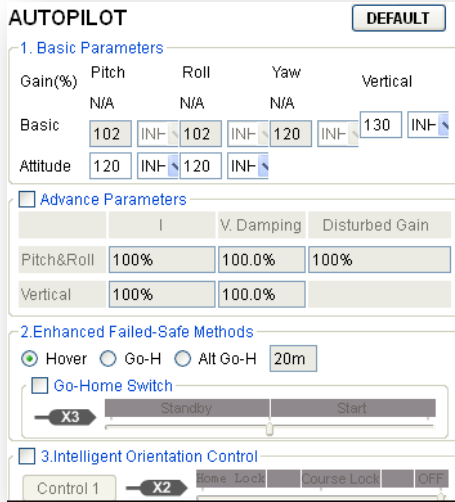 AUTOPILOT DEFAULT
1. Basic Parameters
Gain(%) Pitch Roll Yaw Vertical
N/A N/A N/A
Basic 102 INH 102 INH 120 INH 130 INH
Attitude 120 INH 120 INH
Advance Parameters
I V. Damping Disturbed Gain
Pitch&Roll 100% 100.0% 100%
Vertical 100% 100.0%
2.Enhanced Failed-Safe Methods
Hover Go-H Alt Go-H 20m
Go-Home Switch
Standby Start
X3
3.Intelligent Orientation Control
Home Lock Course Lock OFF
Control 1 X2